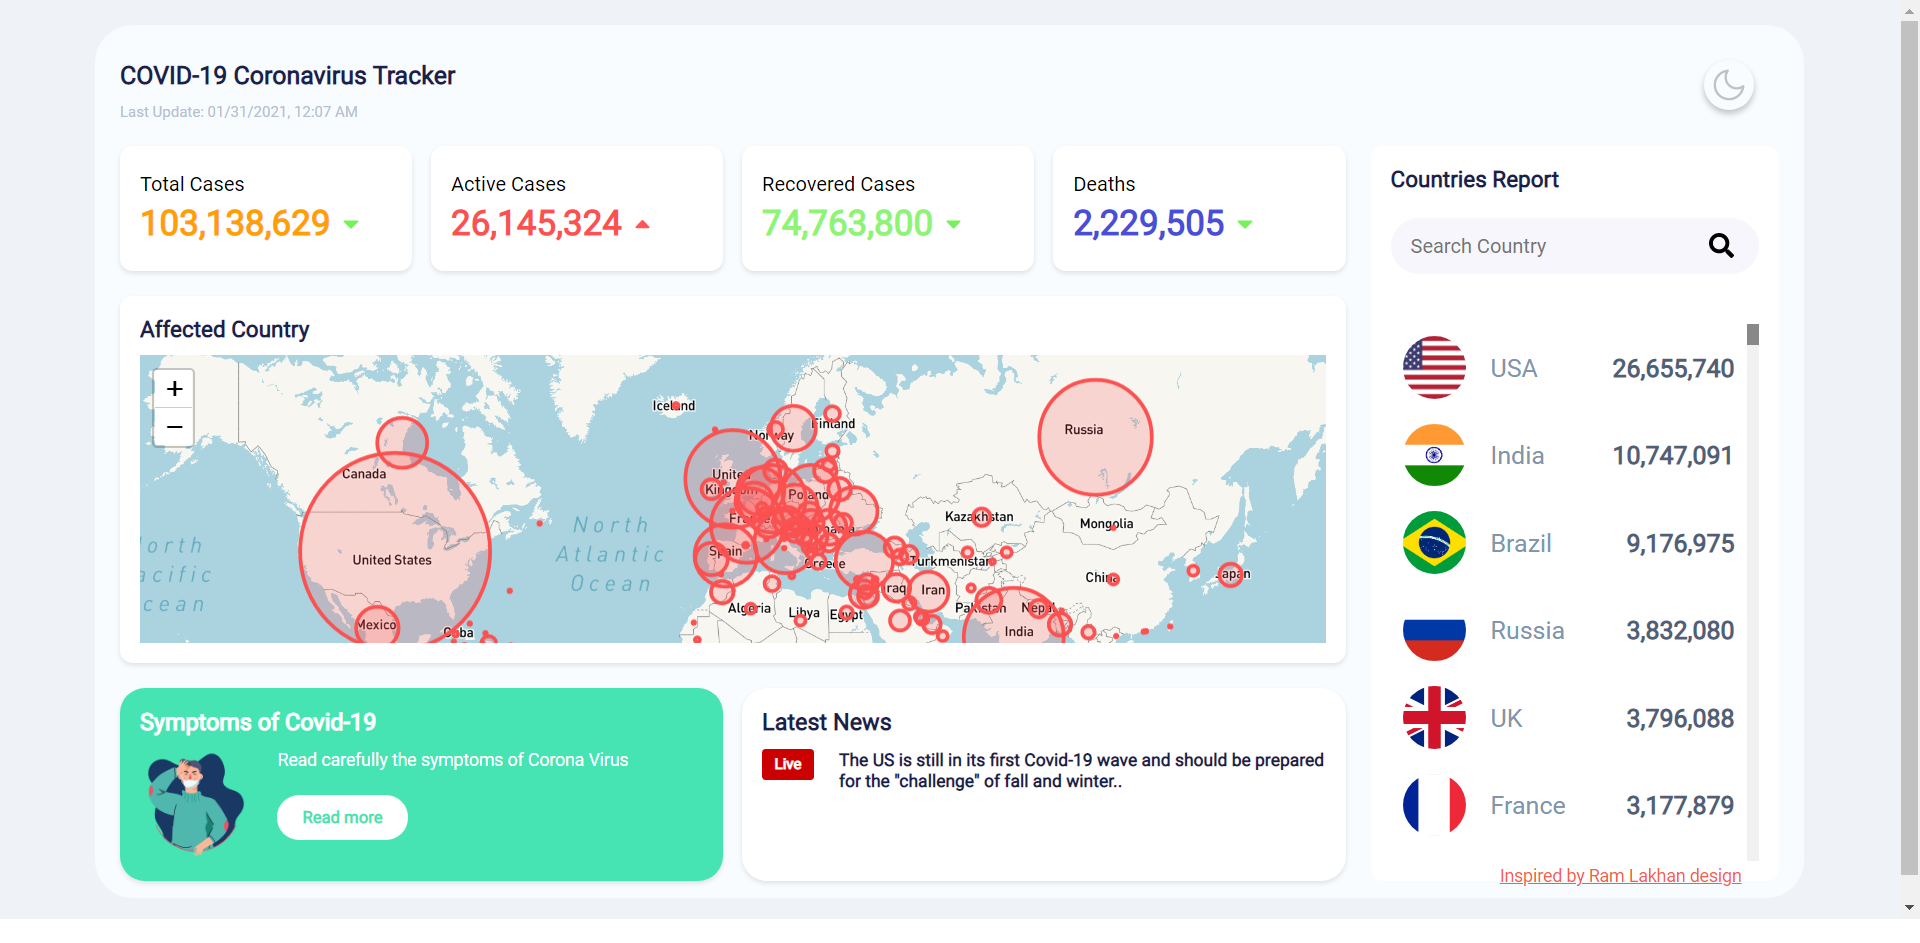 COVID-19 Coronavirus Tracker
Last Update: 01/31/2021, 12:07 AM
Total Cases
103,138,629
Active Cases
26,145,324
Recovered Cases
74,763,800
Deaths
2,229,505
Affected Country
+
−
Iceland
Norway
Finland
Russia
Canada
United
Kingdom
Poland
France
Romania
Kazakhstan
Mongolia
North
Atlantic
Ocean
orth
acific
cean
United States
Spain
Greece
Turkmenistan
China
Japan
Mexico
Cuba
Algeria
Libya
Egypt
Iraq
Iran
Pakistan
Nepal
India
Symptoms of Covid-19
Read carefully the symptoms of Corona Virus
Read more
Latest News
Live
The US is still in its first Covid-19 wave and should be prepared
for the "challenge" of fall and winter..
Countries Report
Search Country
USA 26,655,740
India 10,747,091
Brazil 9,176,975
Russia 3,832,080
UK 3,796,088
France 3,177,879
Inspired by Ram Lakhan design